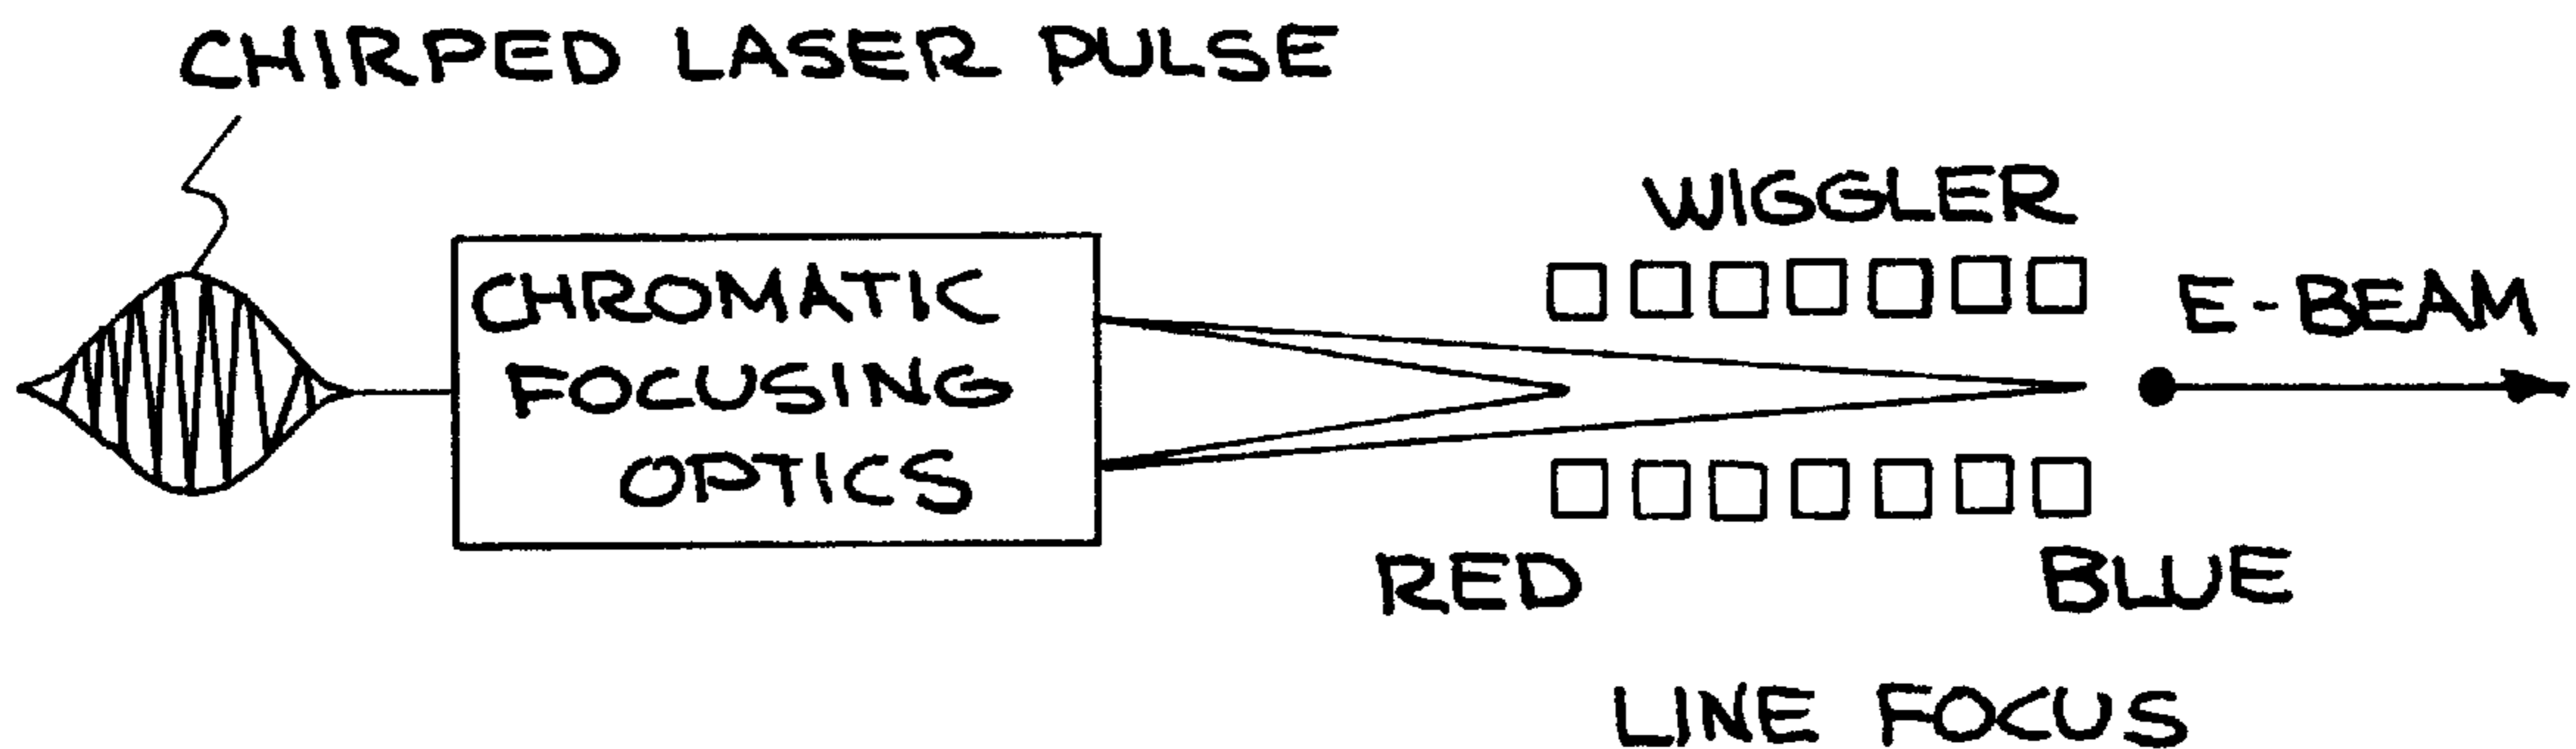 CHIRPED LASER PULSE
WIGGLER
CHROMATIC
FOCUSING
OPTICS
E-BEAM
RED
BLUE
LINE FOCUS